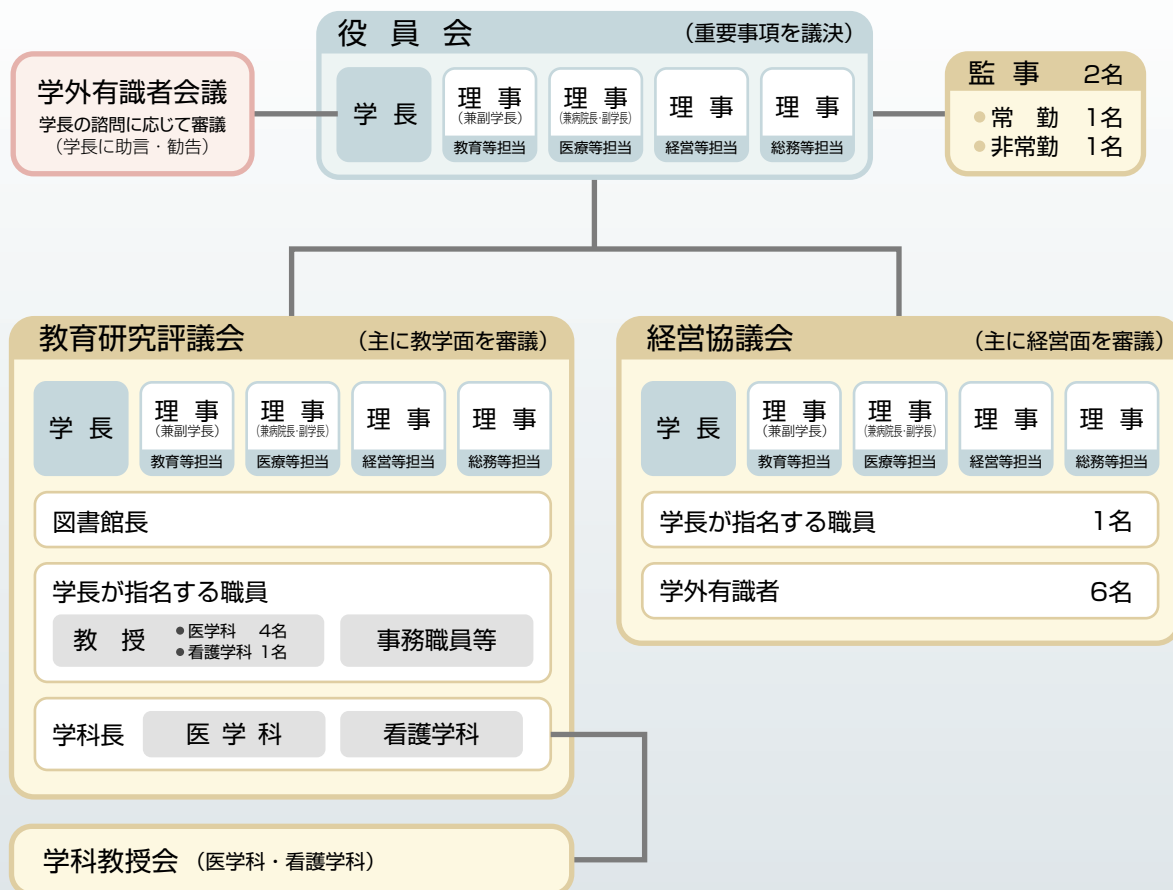 役員会 (重要事項を議決)
学長
理事
(兼副学長)
教育等担当
理事
(兼病院長・副学長)
医療等担当
理事
経営等担当
理事
総務等担当
学外有識者会議
学長の諮問に応じて審議
(学長に助言・勧告)
監事 2名
●常勤 1名
●非常勤 1名
教育研究評議会 (主に教学面を審議)
学長
理事
(兼副学長)
教育等担当
理事
(兼病院長・副学長)
医療等担当
理事
経営等担当
理事
総務等担当
図書館長
学長が指名する職員
教授
●医学科 4名
●看護学科 1名
事務職員等
学科長 医学科 看護学科
学科教授会 (医学科・看護学科)
経営協議会 (主に経営面を審議)
学長
理事
(兼副学長)
教育等担当
理事
(兼病院長・副学長)
医療等担当
理事
経営等担当
理事
総務等担当
学長が指名する職員 1名
学外有識者 6名